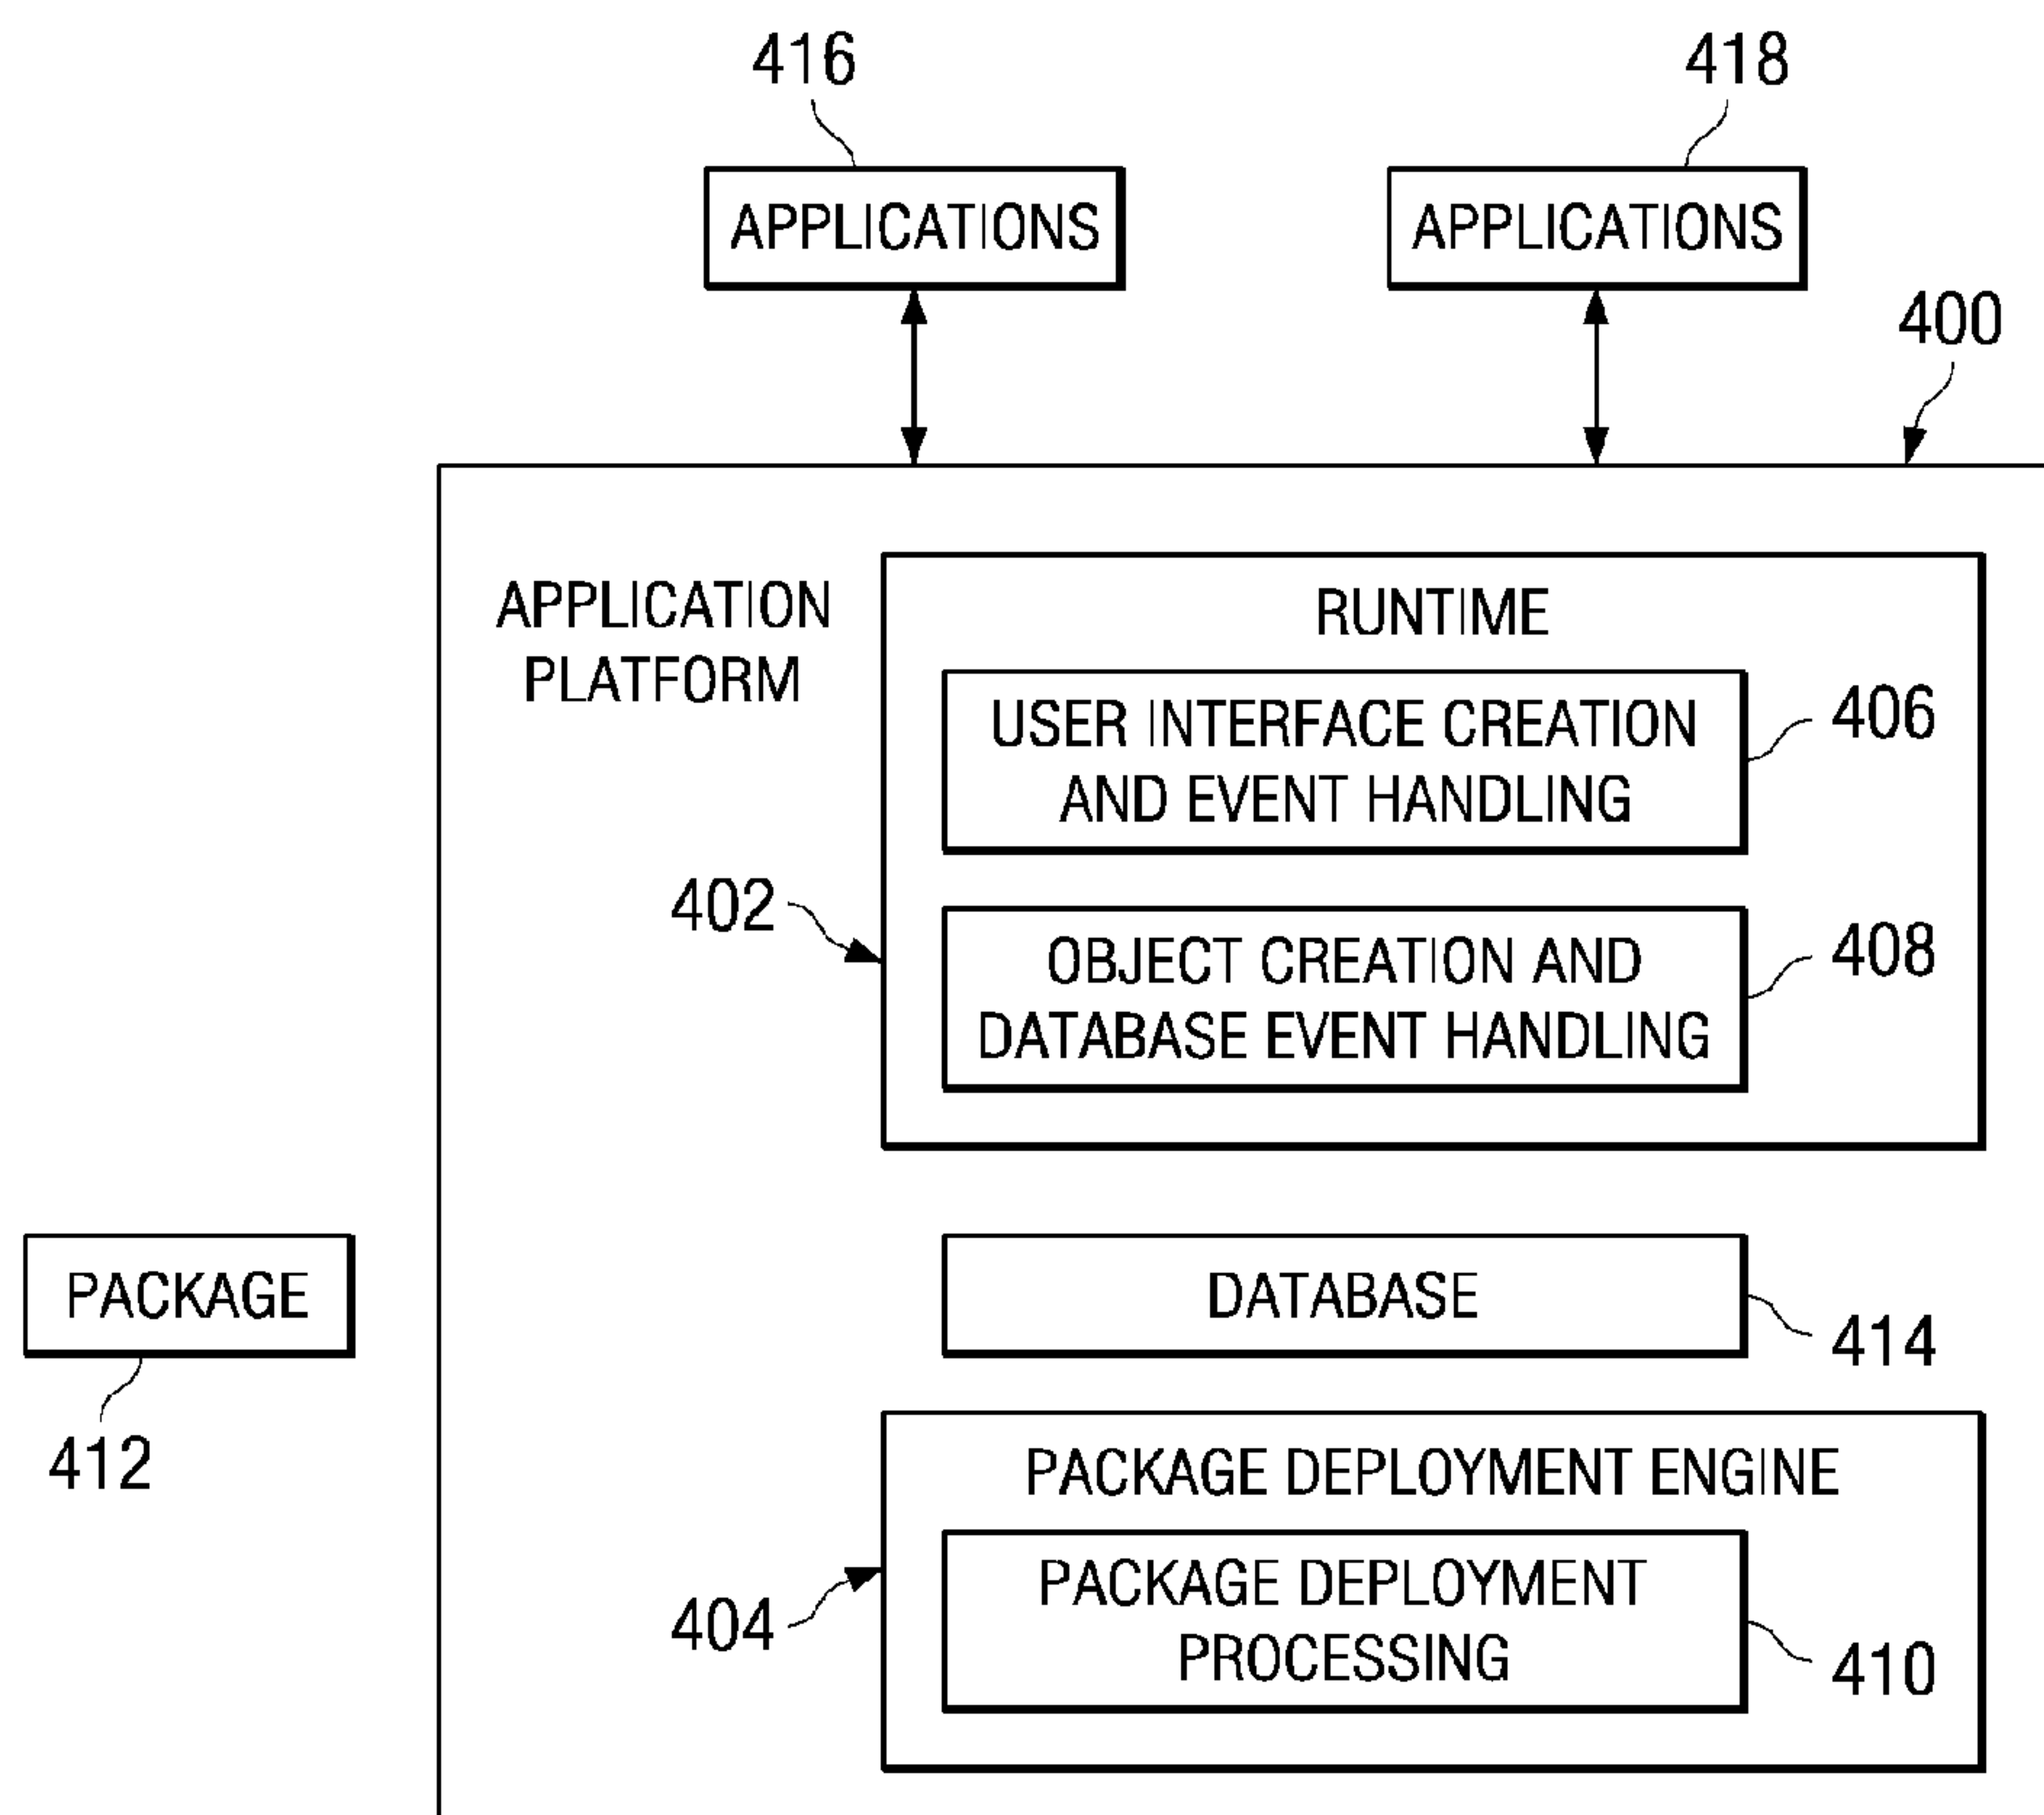 416
418
APPLICATIONS
APPLICATIONS
400
APPLICATION
PLATFORM
RUNTIME
USER INTERFACE CREATION
AND EVENT HANDLING
406
402
OBJECT CREATION AND
DATABASE EVENT HANDLING
408
PACKAGE
412
DATABASE
414
PACKAGE DEPLOYMENT ENGINE
404
PACKAGE DEPLOYMENT
PROCESSING
410